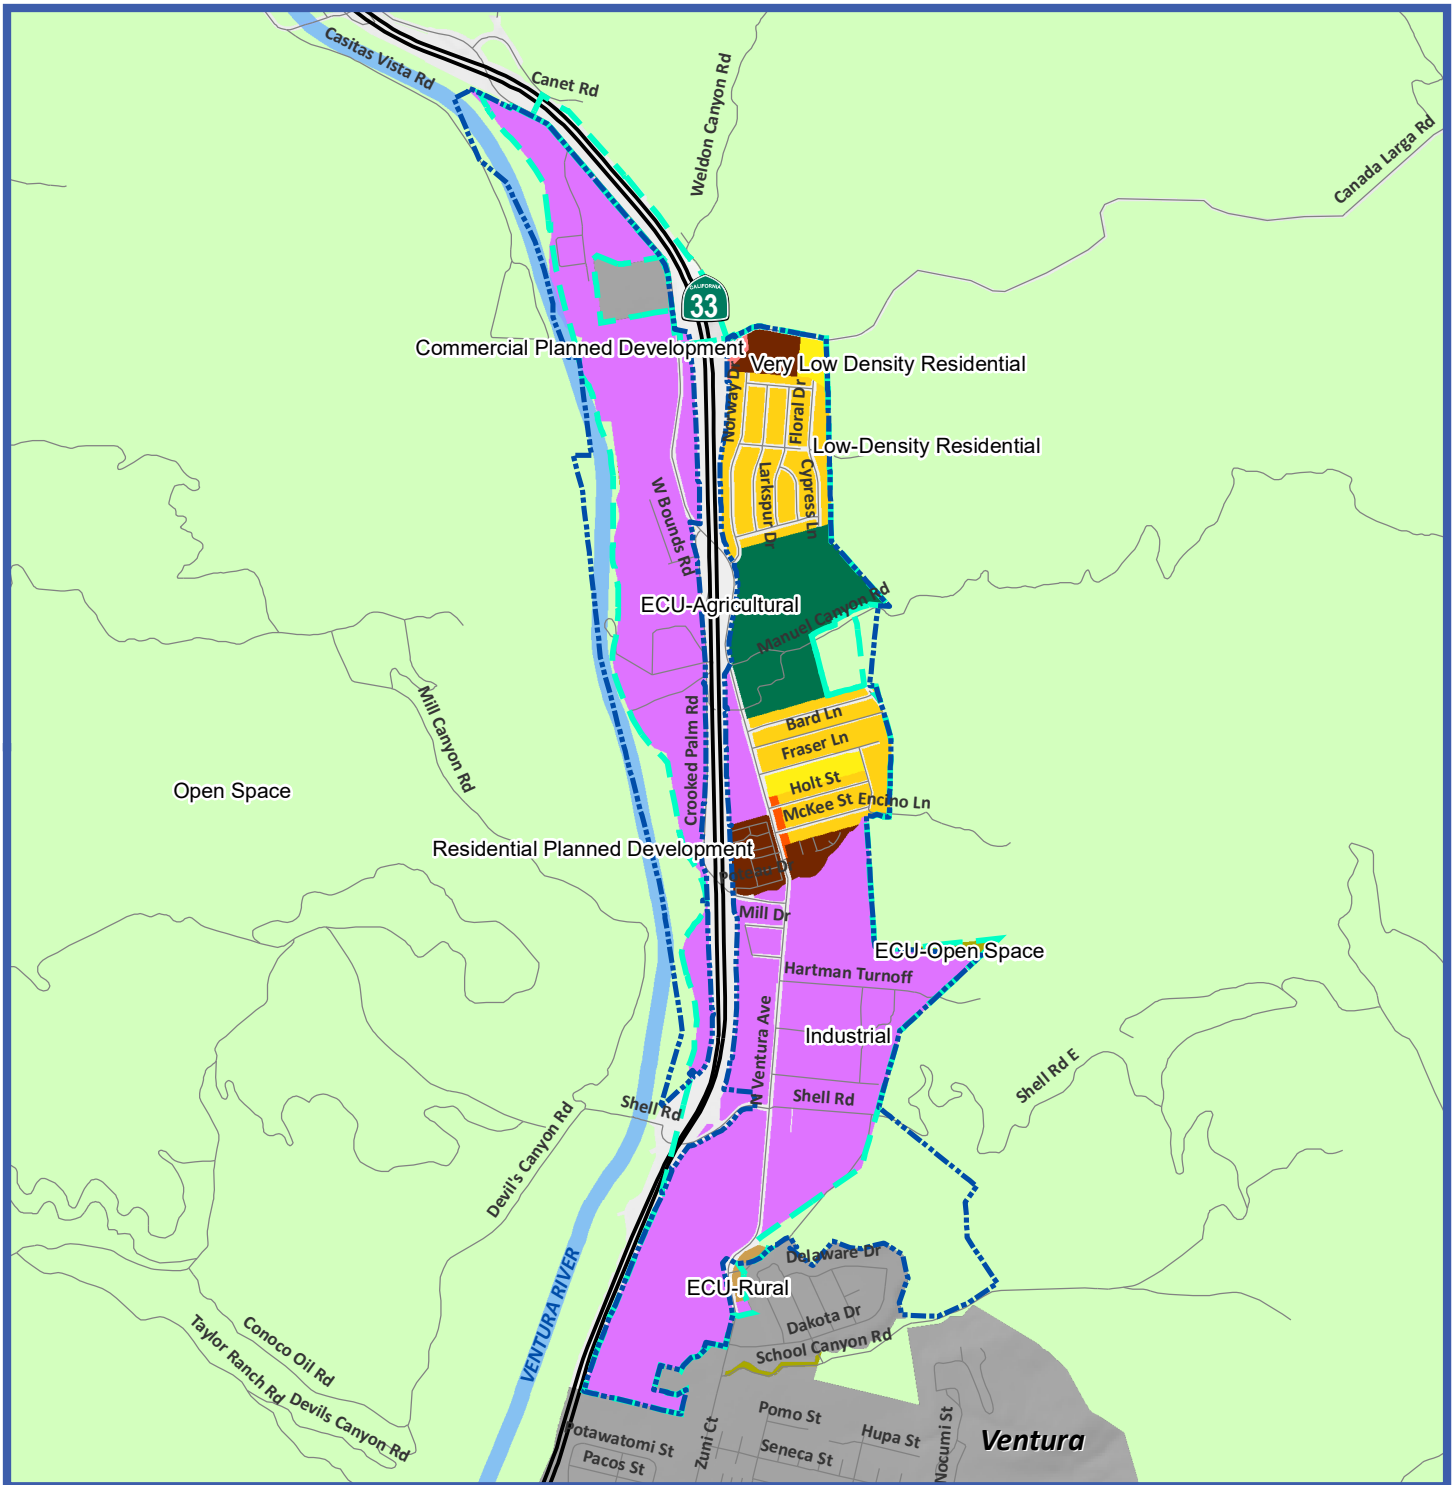 Casitas Vista Rd
Canet Rd
Weldon Canyon Rd
Canada Larga Rd
CALIFORNIA
33
Commercial Planned Development
Very Low Density Residential
Norway Dr
Floral Dr
Low-Density Residential
Larkspur Dr
Cypress Ln
W Bounds Rd
ECU-Agricultural
Manuel Canyon Rd
Mill Canyon Rd
Crooked Palm Rd
Bard Ln
Fraser Ln
Open Space
Holt St
McKee St
Encino Ln
Residential Planned Development
Mill Dr
ECU-Open Space
Hartman Turnoff
N Ventura Ave
Industrial
Shell Rd E
Shell Rd
Shell Rd
Devil's Canyon Rd
Delaware Dr
ECU-Rural
VENTURA RIVER
Dakota Dr
School Canyon Rd
Conoco Oil Rd
Taylor Ranch Rd
Devils Canyon Rd
Pomo St
Potawatomi St
Zuni Ct
Hupa St
Nocumi St
Ventura
Seneca St
Pacos St